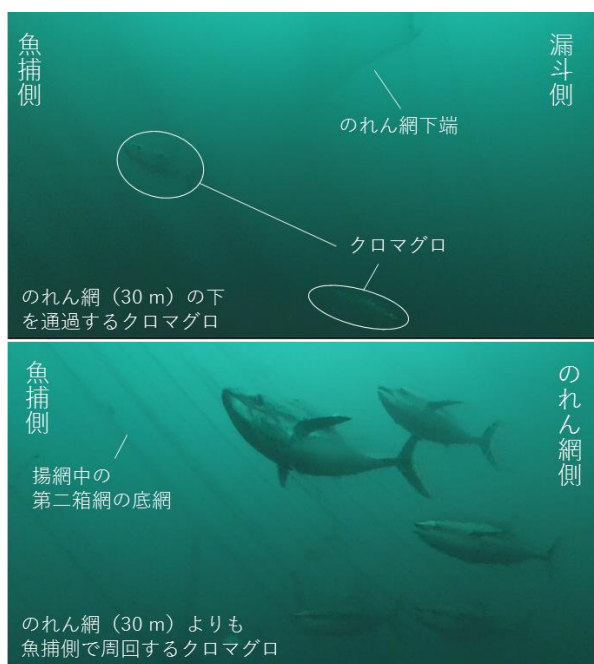 魚捕側
漏斗側
のれん網下端
クロマグロ
のれん網（30 m）の下
を通過するクロマグロ
魚捕側
のれん網側
揚網中の
第二箱網の底網
のれん網（30 m）よりも
魚捕側で周回するクロマグロ